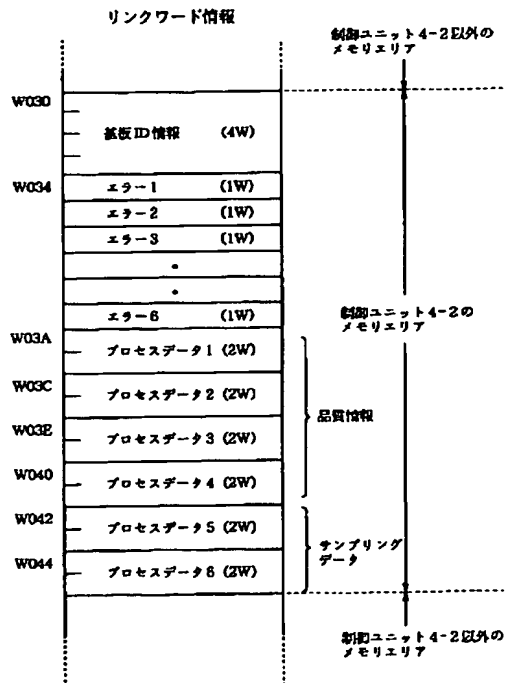 リンクワード情報
制御ユニット4-2以外の
メモリエリア
W030
基板ID情報 (4W)
W034
エラー1 (1W)
エラー2 (1W)
エラー3 (1W)
・
・
エラー6 (1W)
制御ユニット4-2の
メモリエリア
W03A
プロセスデータ1 (2W)
W03C
プロセスデータ2 (2W)
品質情報
W03E
プロセスデータ3 (2W)
W040
プロセスデータ4 (2W)
W042
プロセスデータ5 (2W)
サンプリング
データ
W044
プロセスデータ6 (2W)
制御ユニット4-2以外の
メモリエリア